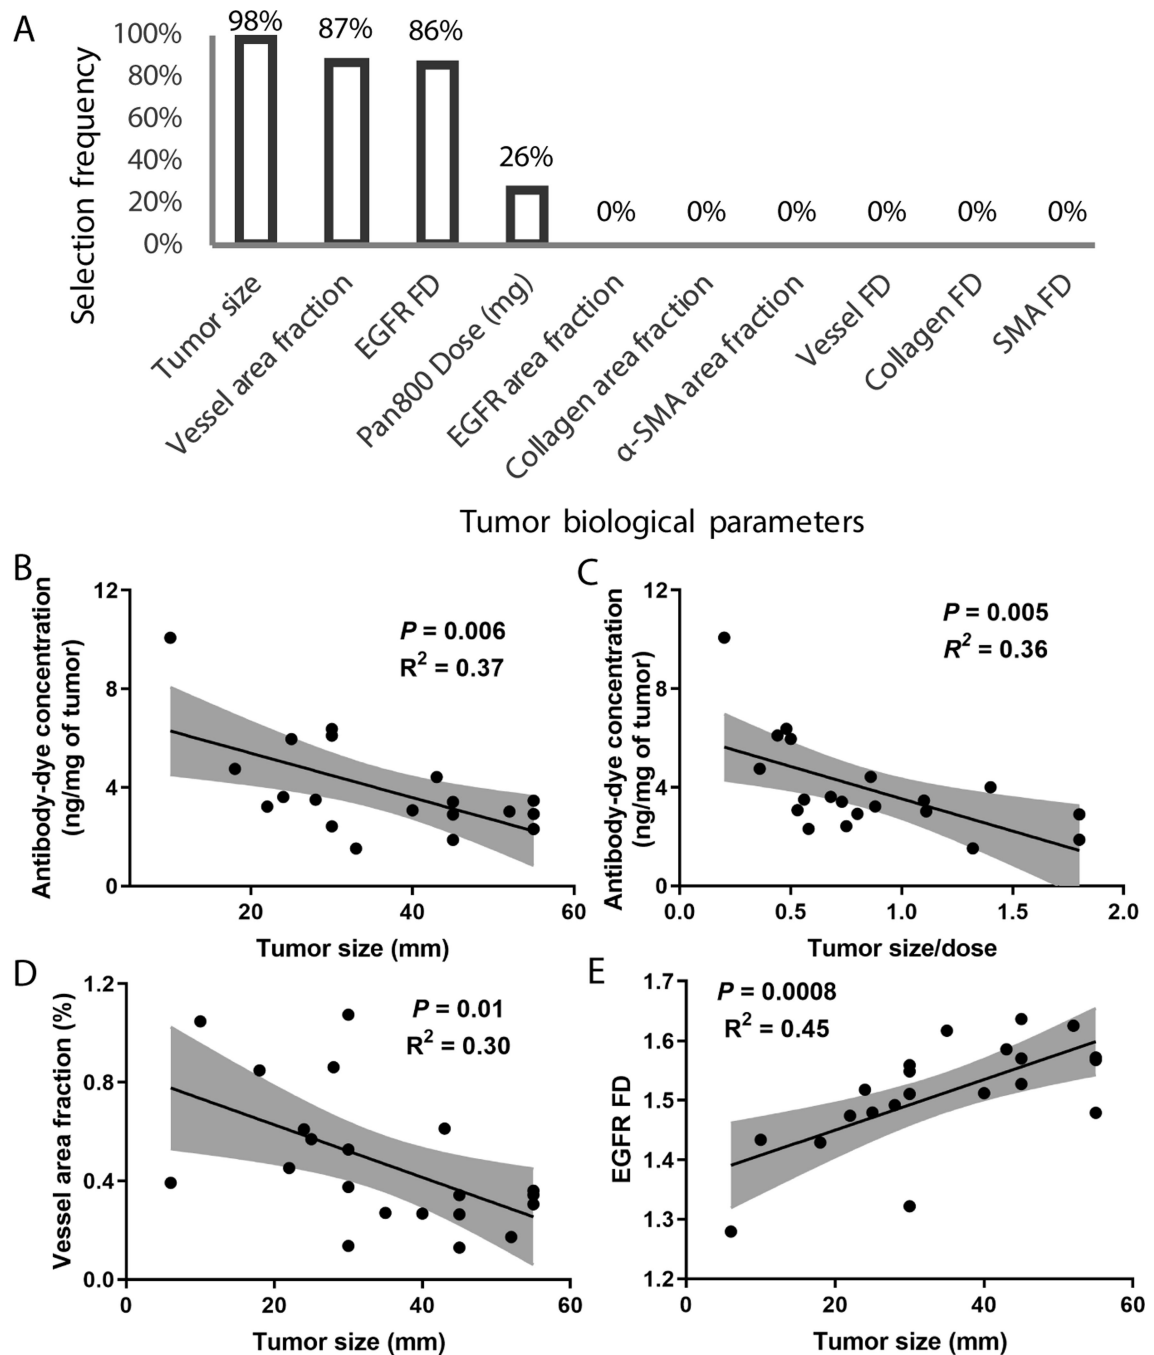 A
Selection frequency
100%
80%
60%
40%
20%
0%
98%
87%
86%
26%
0%
0%
0%
0%
0%
0%
Tumor size
Vessel area fraction
EGFR FD
Pan800 Dose (mg)
EGFR area fraction
Collagen area fraction
α-SMA area fraction
Vessel FD
Collagen FD
SMA FD
Tumor biological parameters
B
Antibody-dye concentration
(ng/mg of tumor)
12
8
4
0
P = 0.006
R² = 0.37
20
40
60
Tumor size (mm)
C
Antibody-dye concentration
(ng/mg of tumor)
12
8
4
0
P = 0.005
R² = 0.36
0.0
0.5
1.0
1.5
2.0
Tumor size/dose
D
Vessel area fraction (%)
1.2
0.8
0.4
0.0
P = 0.01
R² = 0.30
0
20
40
60
Tumor size (mm)
E
EGFR FD
1.7
1.6
1.5
1.4
1.3
1.2
P = 0.0008
R² = 0.45
0
20
40
60
Tumor size (mm)